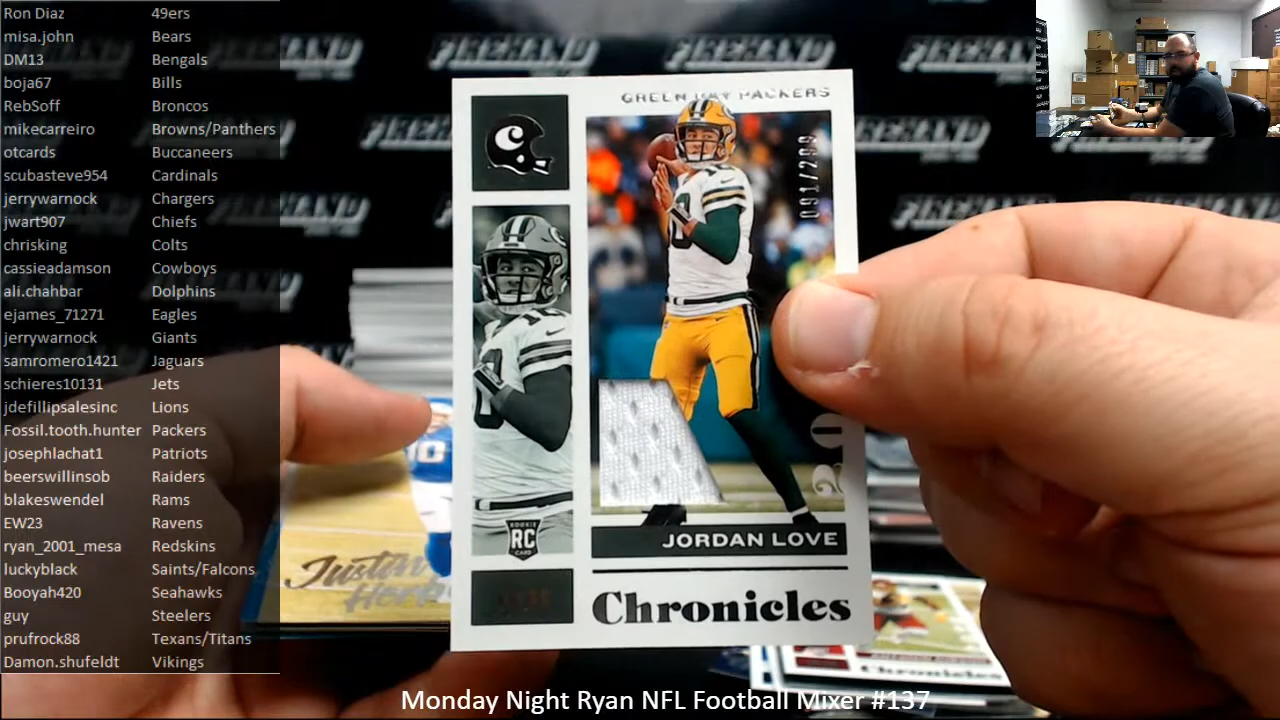 Ron Diaz 49ers
misa.john Bears
DM13 Bengals
boja67 Bills
RebSoff Broncos
mikecarreiro Browns/Panthers
otcards Buccaneers
scubasteve954 Cardinals
jerrywarnock Chargers
jwart907 Chiefs
chrisking Colts
cassieadamson Cowboys
ali.chahbar Dolphins
ejames_71271 Eagles
jerrywarnock Giants
samromero1421 Jaguars
schieres10131 Jets
jdefillipsalesinc Lions
Fossil.tooth.hunter Packers
josephlachat1 Patriots
beerswillinsob Raiders
blakeswendel Rams
EW23 Ravens
ryan_2001_mesa Redskins
luckyblack Saints/Falcons
Booyah420 Seahawks
guy Steelers
prufrock88 Texans/Titans
Damon.shufeldt Vikings
FIREHAND FIREHAND FIREHAND
GREEN BAY PACKERS
091/299
ROOKIE
RC
CARD
JORDAN LOVE
Chronicles
Justin
Chronicles
Monday Night Ryan NFL Football Mixer #137